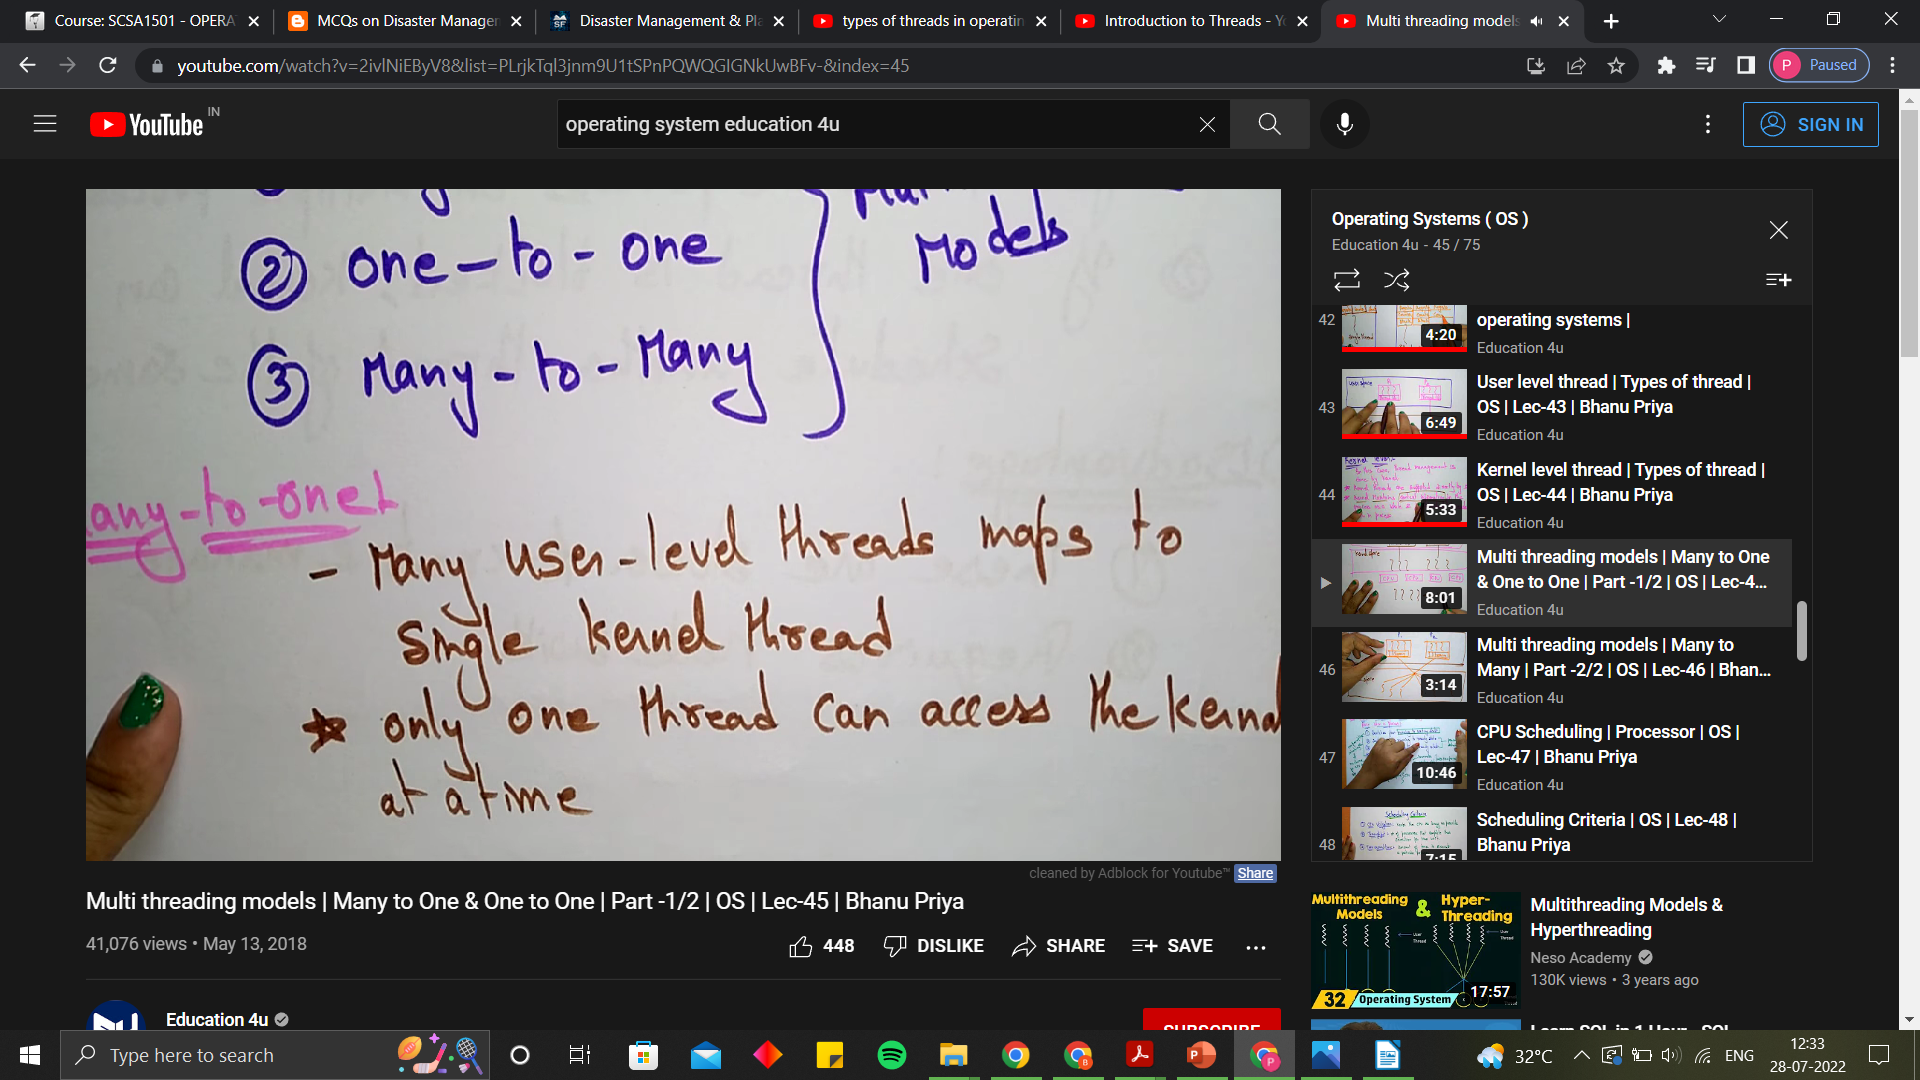 Course: SCSA1501 - OPERA
MCQs on Disaster Managem
Disaster Management & Pla
types of threads in operatin
Introduction to Threads - Yo
Multi threading models
youtube.com/watch?v=2ivlNiEByV8&list=PLrjkTql3jnm9U1tSPnPQWQGIGNkUwBFv-&index=45
P Paused
YouTube IN
operating system education 4u
SIGN IN
② one-to-one
Models
③ Many-to-Many
any-to-one
- Many user-level threads maps to
single kernel thread
* only one thread can access the kernel
at a time
cleaned by Adblock for Youtube™ Share
Multi threading models | Many to One & One to One | Part -1/2 | OS | Lec-45 | Bhanu Priya
41,076 views • May 13, 2018
448 DISLIKE SHARE SAVE ...
Education 4u
SUBSCRIBE
Operating Systems ( OS )
Education 4u - 45 / 75
42
4:20
operating systems |
Education 4u
43
6:49
User level thread | Types of thread |
OS | Lec-43 | Bhanu Priya
Education 4u
44
5:33
Kernel level thread | Types of thread |
OS | Lec-44 | Bhanu Priya
Education 4u
8:01
Multi threading models | Many to One
& One to One | Part -1/2 | OS | Lec-4...
Education 4u
46
3:14
Multi threading models | Many to
Many | Part -2/2 | OS | Lec-46 | Bhan...
Education 4u
47
10:46
CPU Scheduling | Processor | OS |
Lec-47 | Bhanu Priya
Education 4u
48
7:15
Scheduling Criteria | OS | Lec-48 |
Bhanu Priya
Multithreading
Models & Hyper-
Threading
32 Operating System
17:57
Multithreading Models &
Hyperthreading
Neso Academy
130K views • 3 years ago
Learn SQL in 1 Hour - SQL
Type here to search
32°C
ENG
12:33
28-07-2022